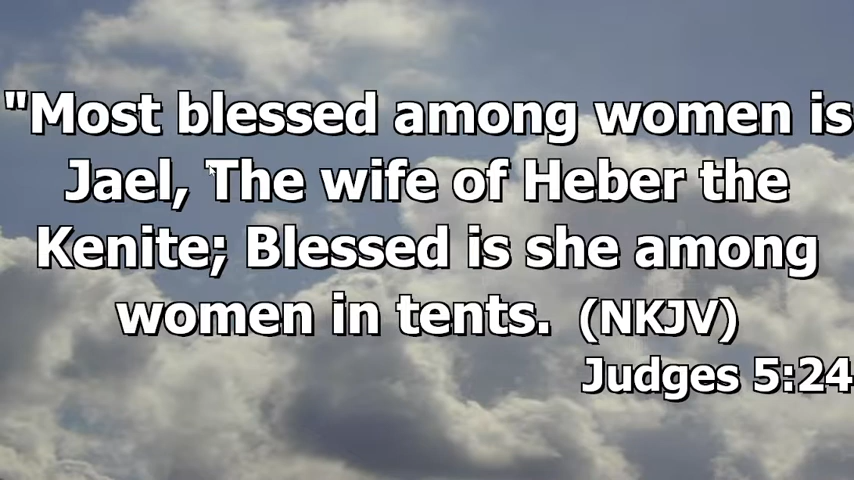 "Most blessed among women is
Jael, The wife of Heber the
Kenite; Blessed is she among
women in tents. (NKJV)
Judges 5:24